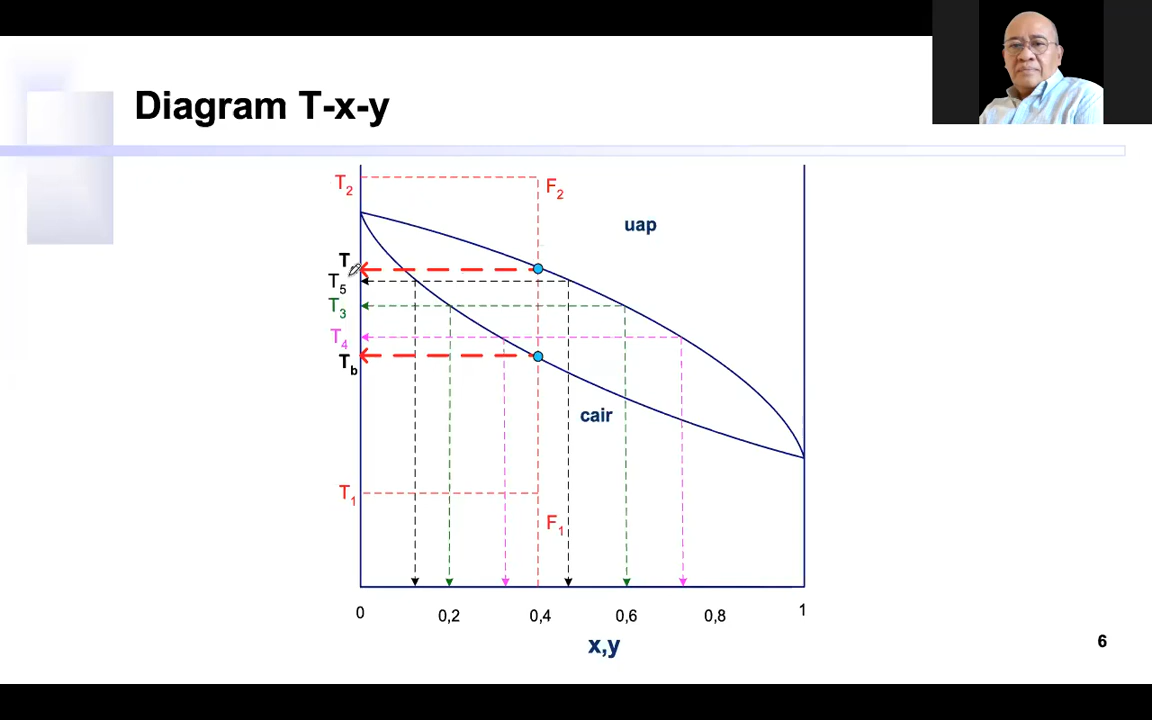 Diagram T-x-y
T2
F2
uap
T
T5
T3
T4
Tb
cair
T1
F1
0
0,2
0,4
0,6
0,8
1
x,y
6